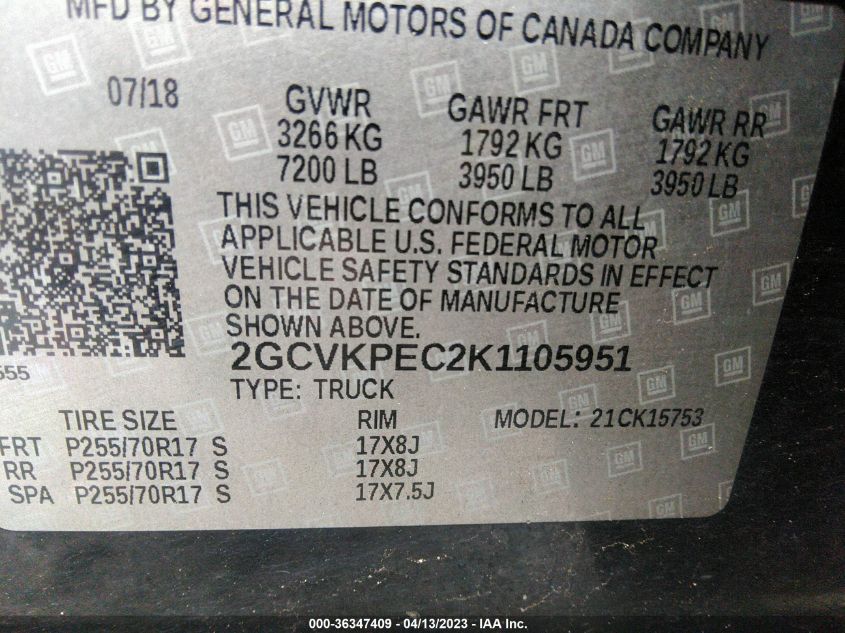 MFD BY GENERAL MOTORS OF CANADA COMPANY
07/18
GVWR
3266 KG
7200 LB
GAWR FRT
1792 KG
3950 LB
GAWR RR
1792 KG
3950 LB
THIS VEHICLE CONFORMS TO ALL
APPLICABLE U.S. FEDERAL MOTOR
VEHICLE SAFETY STANDARDS IN EFFECT
ON THE DATE OF MANUFACTURE
SHOWN ABOVE.
2GCVKPEC2K1105951
TYPE: TRUCK
TIRE SIZE RIM MODEL: 21CK15753
FRT P255/70R17 S 17X8J
RR P255/70R17 S 17X8J
SPA P255/70R17 S 17X7.5J
GM
000-36347409 - 04/13/2023 - IAA Inc.